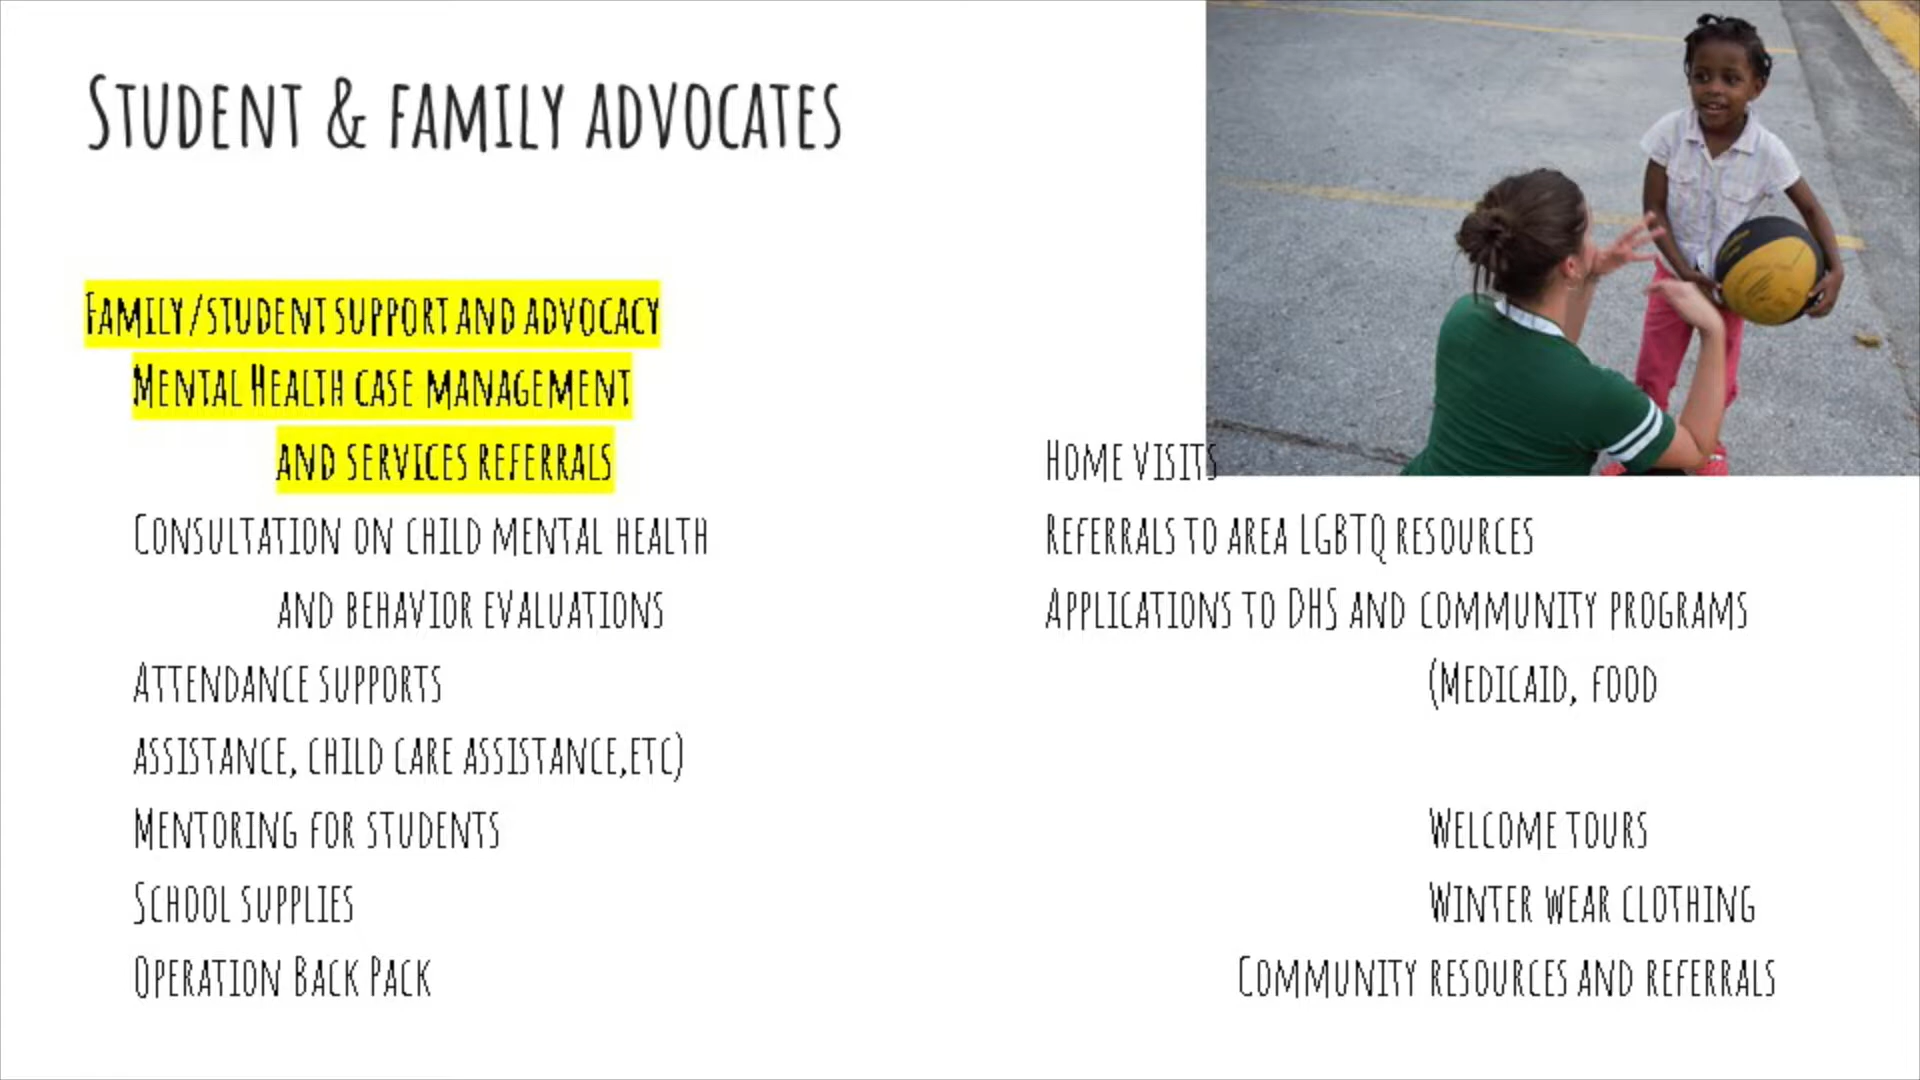 Student & family advocates
Family/student support and advocacy
Mental Health case management
and services referrals
Home visits
Consultation on child mental health
Referrals to area LGBTQ resources
and behavior evaluations
Applications to DHS and community programs
Attendance supports
(Medicaid, food
assistance, child care assistance,etc)
Mentoring for students
Welcome tours
School supplies
Winter wear clothing
Operation Back Pack
Community resources and referrals